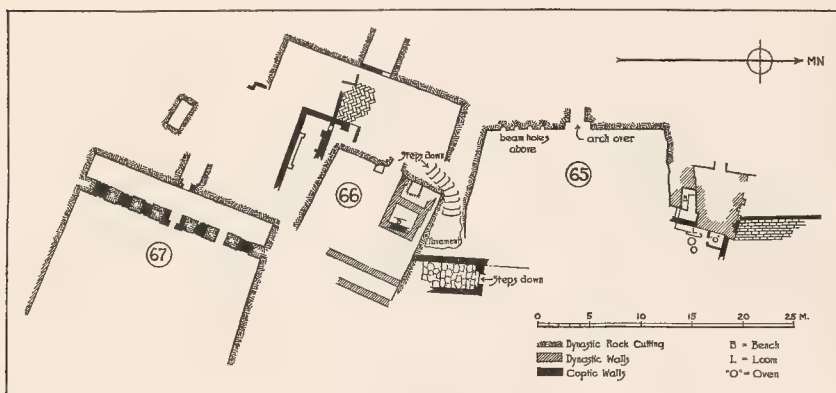 MN
beam holes above
arch over
65
Steps down
66
Pavement
Steps down
67
0 5 10 15 20 25 M.
Dynastic Rock Cutting
Dynastic Walls
Coptic Walls
B = Bench
L = Loom
"O" = Oven